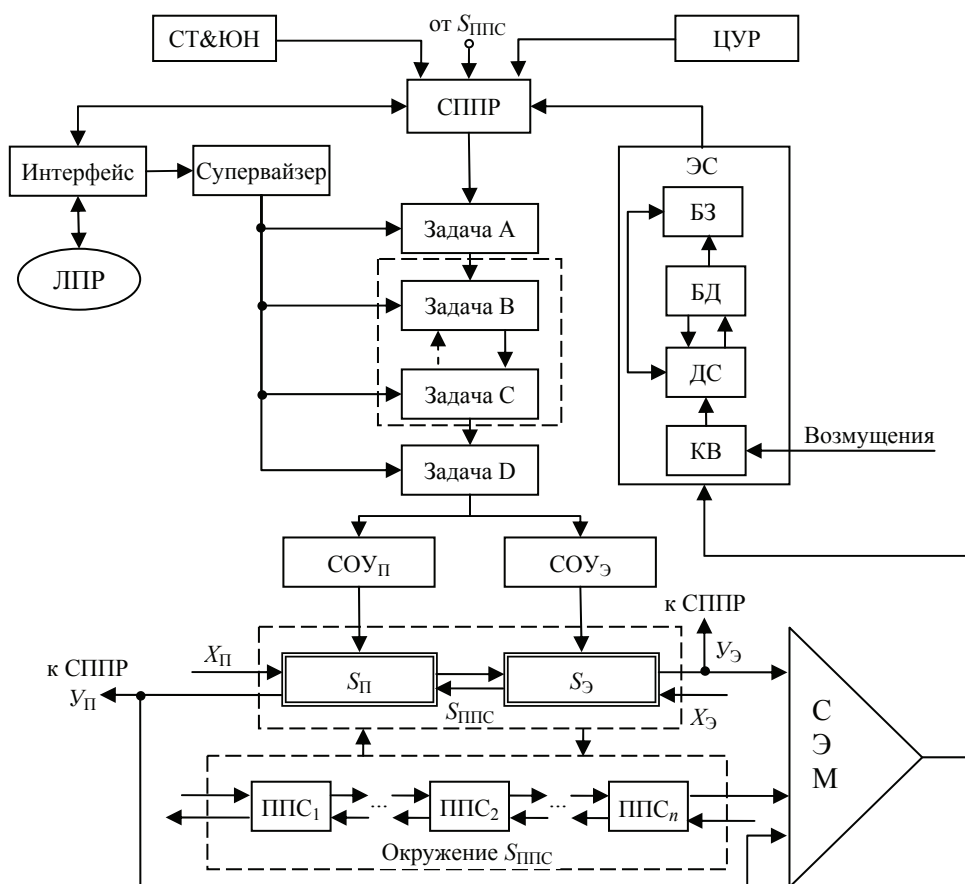 от SППС
СТ&ЮН
ЦУР
СППР
ЭС
Интерфейс
Супервайзер
БЗ
Задача А
ЛПР
БД
Задача В
ДС
Задача С
Возмущения
КВ
Задача D
СОУП
СОУЭ
к СППР
к СППР
XП
УЭ
УП
SП
SЭ
SППС
XЭ
С
Э
М
ППС1
...
ППС2
...
ППСn
Окружение SППС